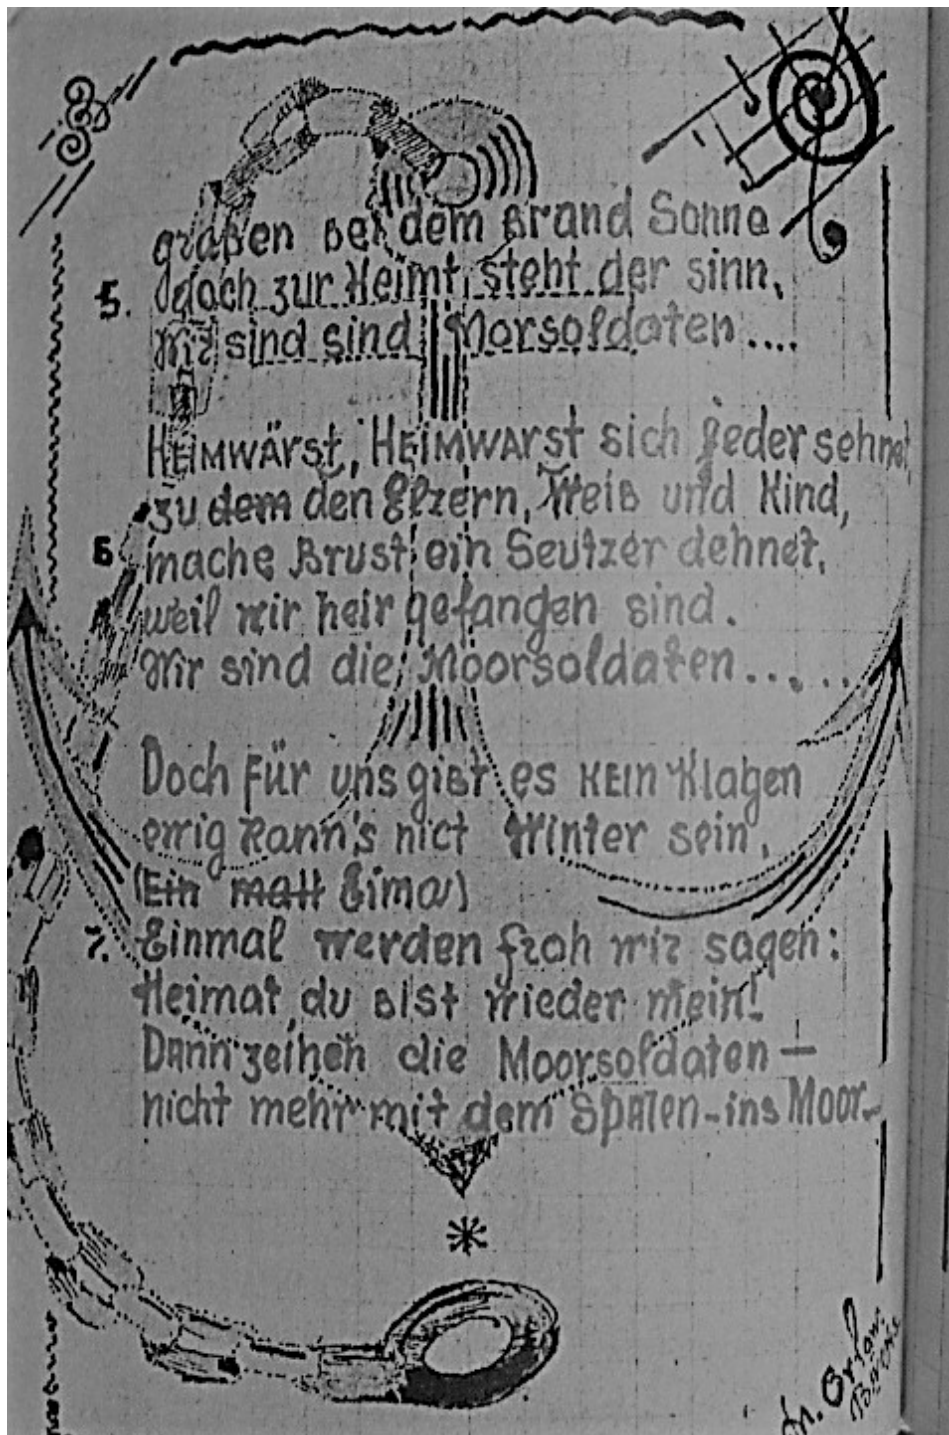 graben bei dem Brand Sonne
5. doch zur Heimt steht der sinn,
Wir sind sind Morsoldaten....
HEIMWÄRST, HEIMWARST sich jeder sehnet,
zu dem den Elzern, Weib und Kind,
6 mache Brust ein Seutzer dehnet,
weil wir heir gefangen sind.
Wir sind die Moorsoldaten......
Doch für uns gibt es KEIN Klagen
ewig kann's nict Winter sein,
(Ein matt Eima)
7. Einmal werden froh wir sagen:
Heimat, du bist wieder mein!
Dann zeihen die Moorsoldaten—
nicht mehr mit dem Spaten-ins Moor-